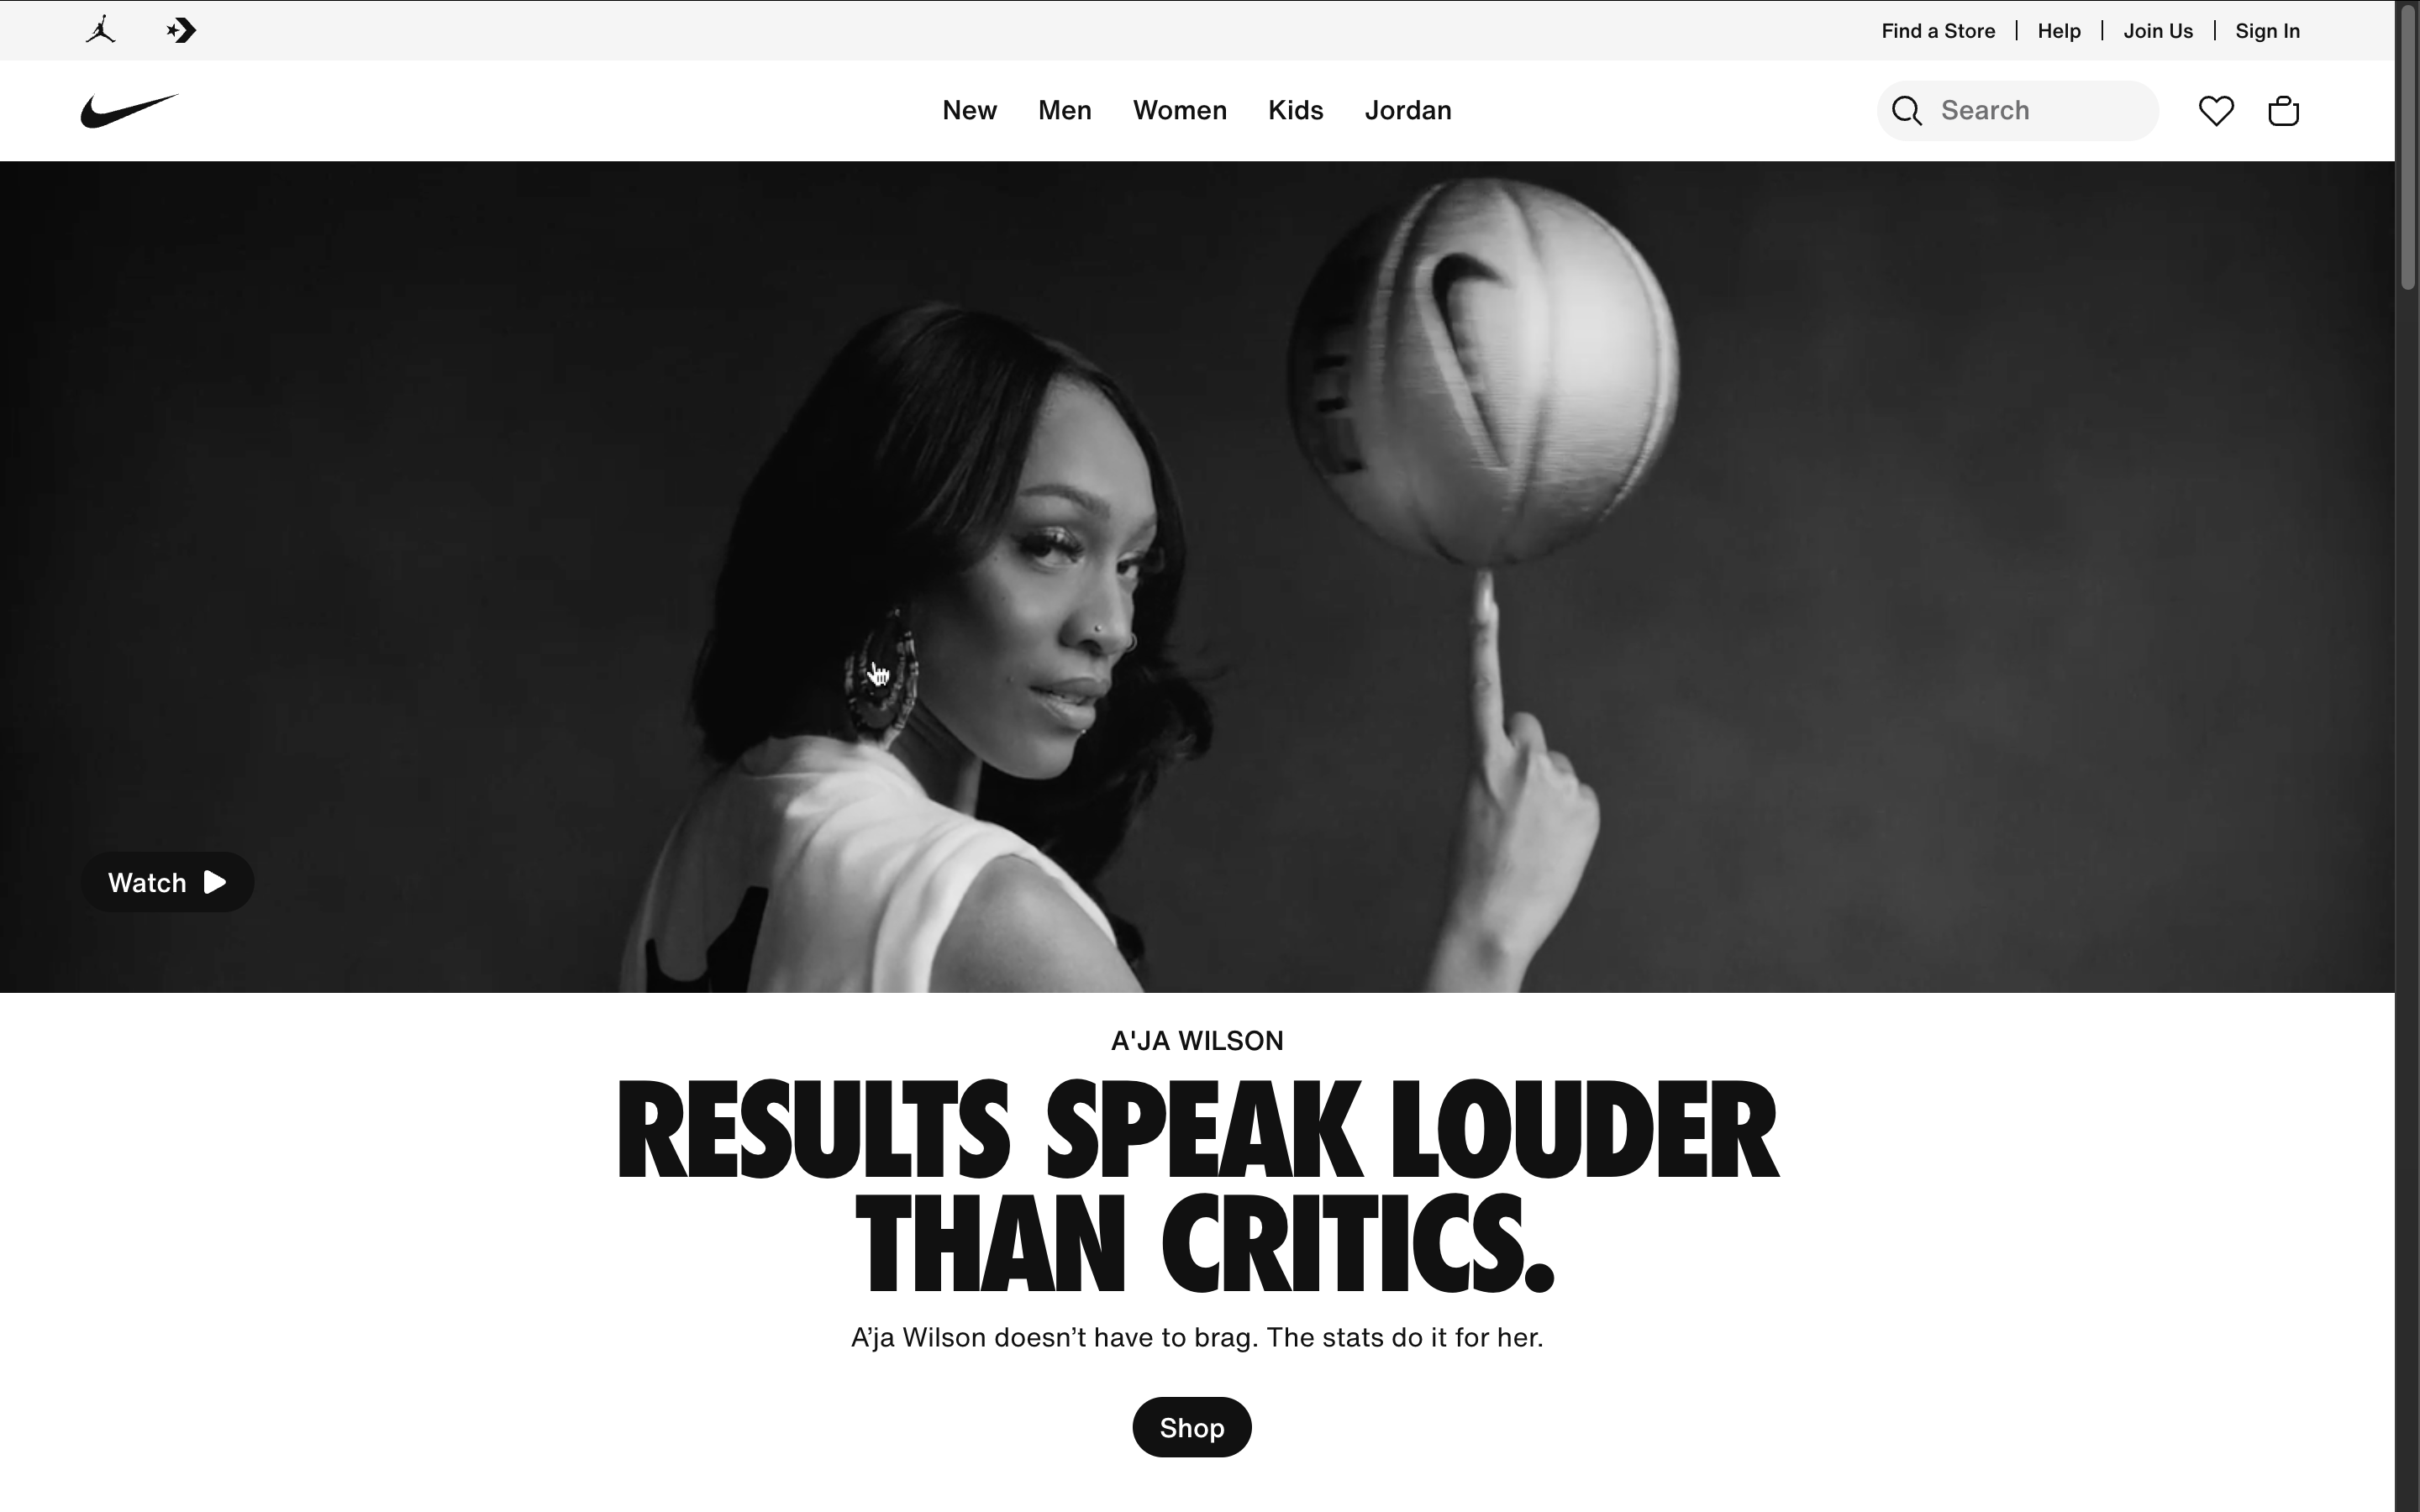 Find a Store | Help | Join Us | Sign In
New Men Women Kids Jordan
Search
Watch
A'JA WILSON
RESULTS SPEAK LOUDER
THAN CRITICS.
A’ja Wilson doesn’t have to brag. The stats do it for her.
Shop